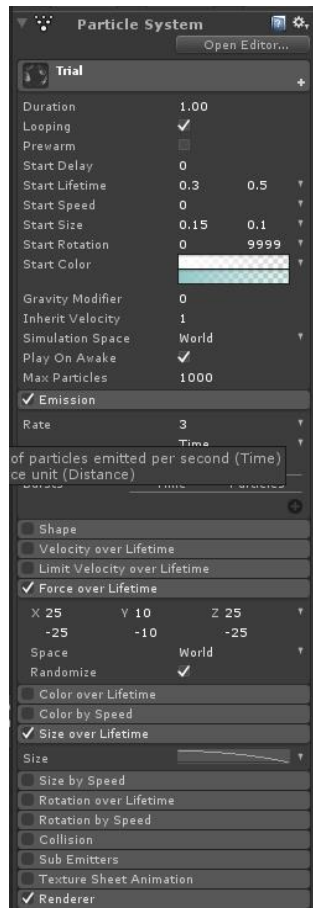 Particle System
Open Editor...
Trial
Duration 1.00
Looping
Prewarm
Start Delay 0
Start Lifetime 0.3 0.5
Start Speed 0
Start Size 0.15 0.1
Start Rotation 0 9999
Start Color
Gravity Modifier 0
Inherit Velocity 1
Simulation Space World
Play On Awake
Max Particles 1000
Emission
Rate 3
Time
of particles emitted per second (Time)
ce unit (Distance)
Bursts Time Particles
Shape
Velocity over Lifetime
Limit Velocity over Lifetime
Force over Lifetime
X 25 Y 10 Z 25
-25 -10 -25
Space World
Randomize
Color over Lifetime
Color by Speed
Size over Lifetime
Size
Size by Speed
Rotation over Lifetime
Rotation by Speed
Collision
Sub Emitters
Texture Sheet Animation
Renderer